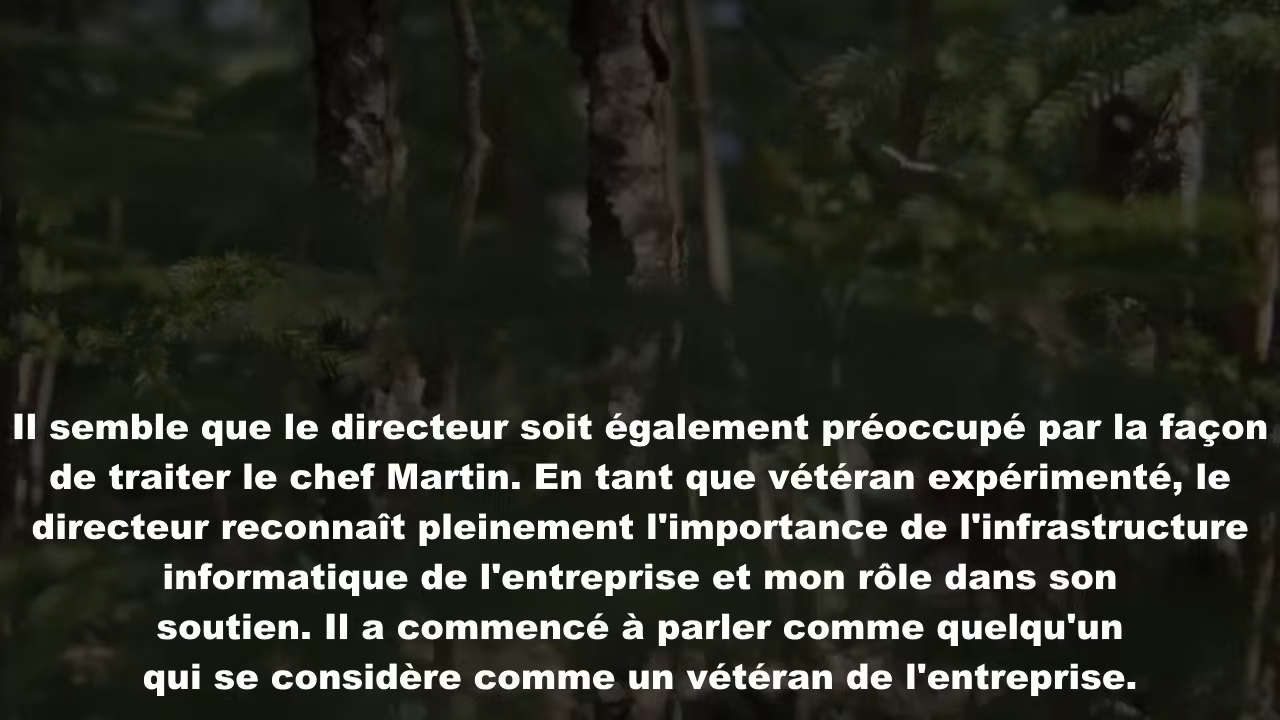 Il semble que le directeur soit également préoccupé par la façon
de traiter le chef Martin. En tant que vétéran expérimenté, le
directeur reconnaît pleinement l'importance de l'infrastructure
informatique de l'entreprise et mon rôle dans son
soutien. Il a commencé à parler comme quelqu'un
qui se considère comme un vétéran de l'entreprise.